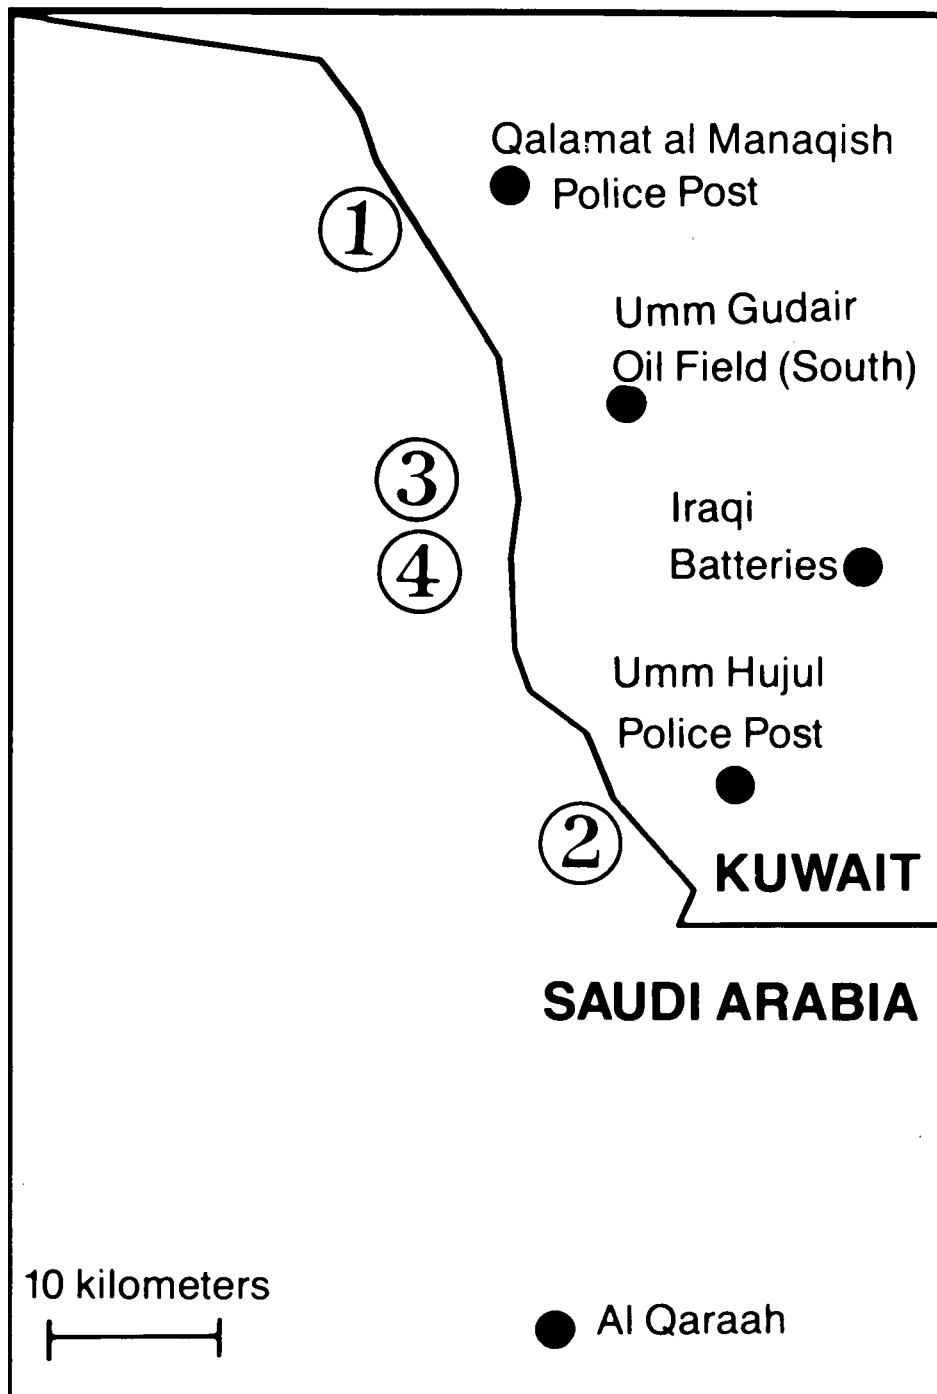 Qalamat al Manaqish
Police Post
1
Umm Gudair
Oil Field (South)
3
Iraqi
4
Batteries
Umm Hujul
Police Post
2
KUWAIT
SAUDI ARABIA
10 kilometers
Al Qaraah